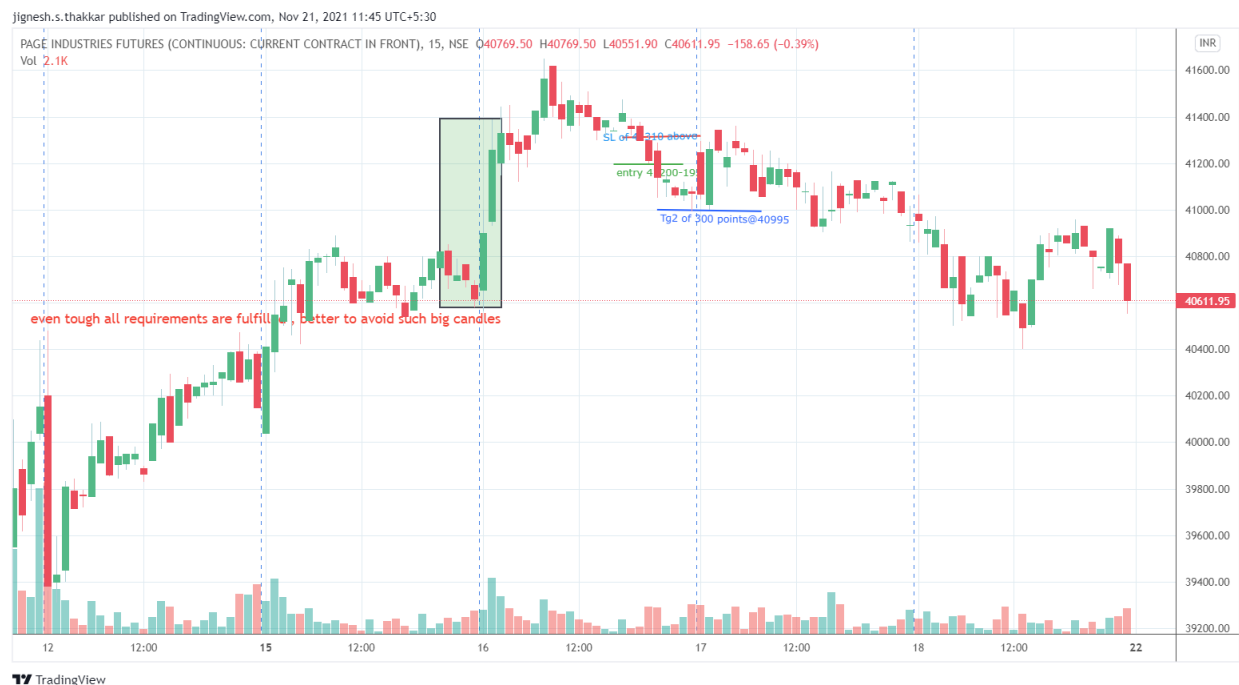 jignesh.s.thakkar published on TradingView.com, Nov 21, 2021 11:45 UTC+5:30
PAGE INDUSTRIES FUTURES (CONTINUOUS: CURRENT CONTRACT IN FRONT), 15, NSE O40769.50 H40769.50 L40551.90 C40611.95 −158.65 (−0.39%)
INR
Vol 2.1K
41600.00
41400.00
SL of above
41200.00
entry
41000.00
Tg2 of 300 points@40995
40800.00
40611.95
even tough all requirements are , better to avoid such big candles
40400.00
40200.00
40000.00
39800.00
39600.00
39400.00
39200.00
12 12:00 15 12:00 16 12:00 17 12:00 18 12:00 22
TradingView